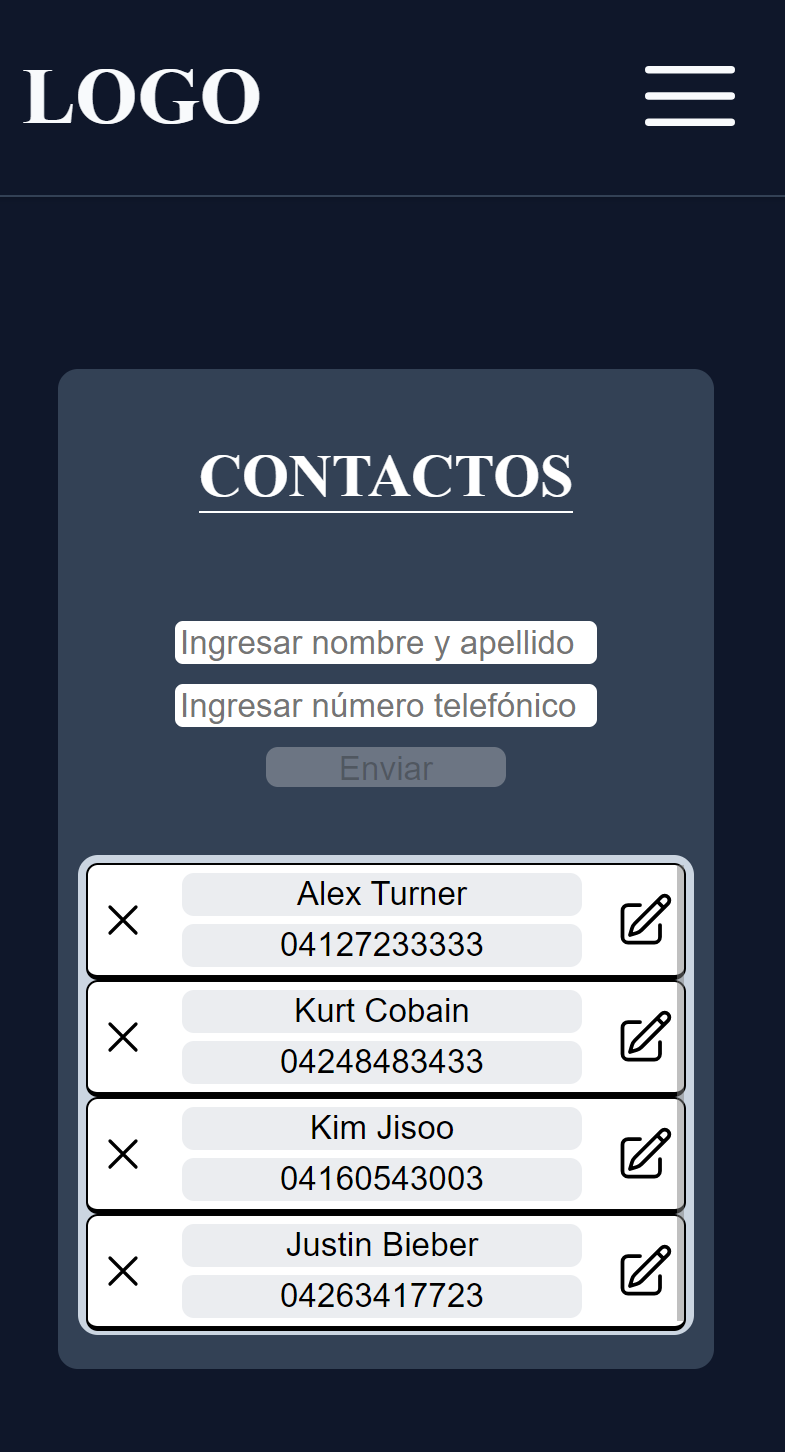 LOGO
CONTACTOS
Ingresar nombre y apellido
Ingresar número telefónico
Enviar
Alex Turner
04127233333
Kurt Cobain
04248483433
Kim Jisoo
04160543003
Justin Bieber
04263417723